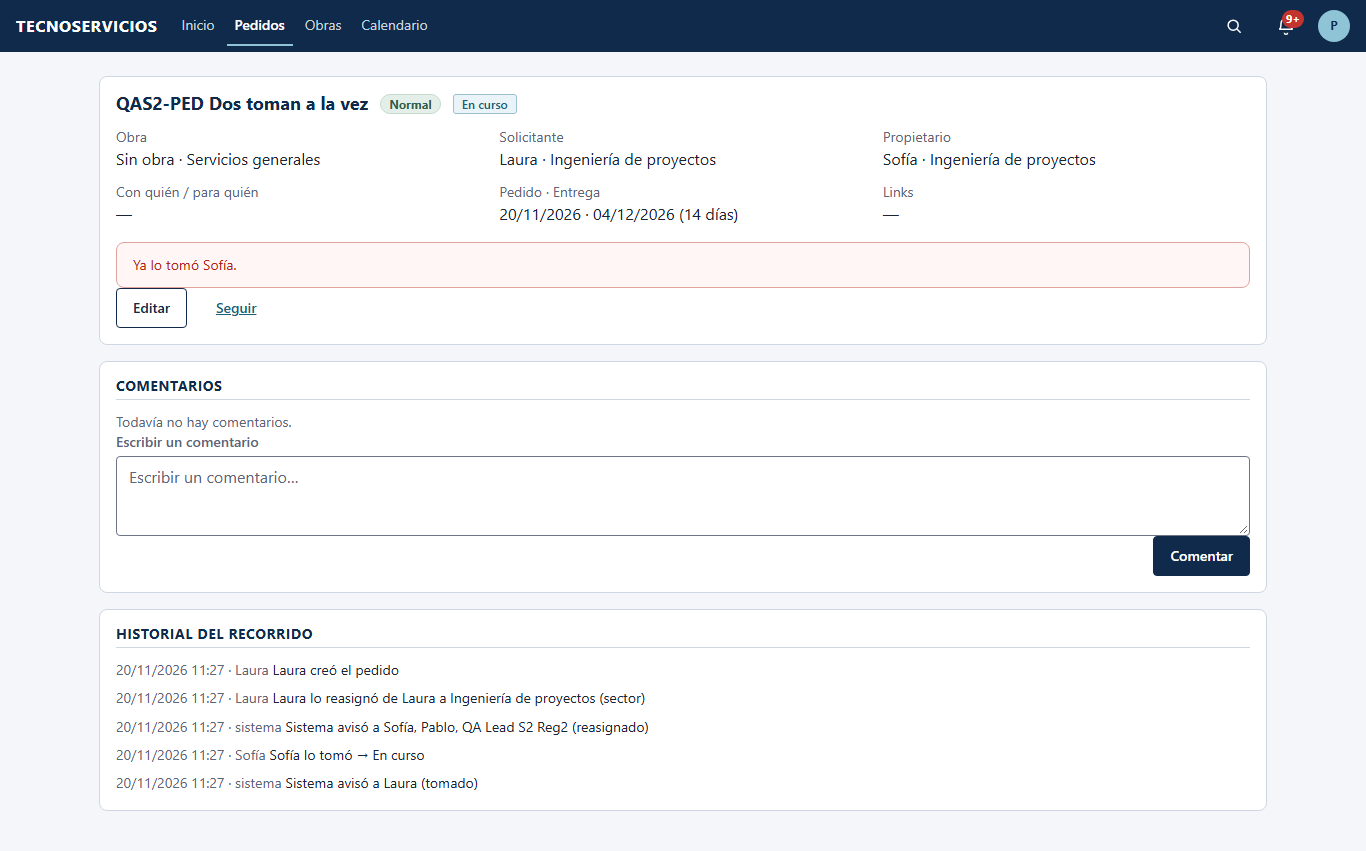 TECNOSERVICIOS Inicio Pedidos Obras Calendario 9+ P
QAS2-PED Dos toman a la vez Normal En curso
Obra Solicitante Propietario
Sin obra · Servicios generales Laura · Ingeniería de proyectos Sofía · Ingeniería de proyectos
Con quién / para quién Pedido · Entrega Links
— 20/11/2026 · 04/12/2026 (14 días) —
Ya lo tomó Sofía.
Editar Seguir
COMENTARIOS
Todavía no hay comentarios.
Escribir un comentario
Escribir un comentario...
Comentar
HISTORIAL DEL RECORRIDO
20/11/2026 11:27 · Laura Laura creó el pedido
20/11/2026 11:27 · Laura Laura lo reasignó de Laura a Ingeniería de proyectos (sector)
20/11/2026 11:27 · sistema Sistema avisó a Sofía, Pablo, QA Lead S2 Reg2 (reasignado)
20/11/2026 11:27 · Sofía Sofía lo tomó → En curso
20/11/2026 11:27 · sistema Sistema avisó a Laura (tomado)